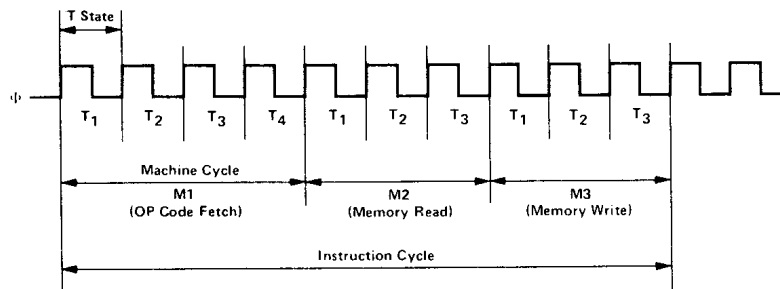 T State
Φ
T1 T2 T3 T4 T1 T2 T3 T1 T2 T3
Machine Cycle
M1 M2 M3
(OP Code Fetch) (Memory Read) (Memory Write)
Instruction Cycle